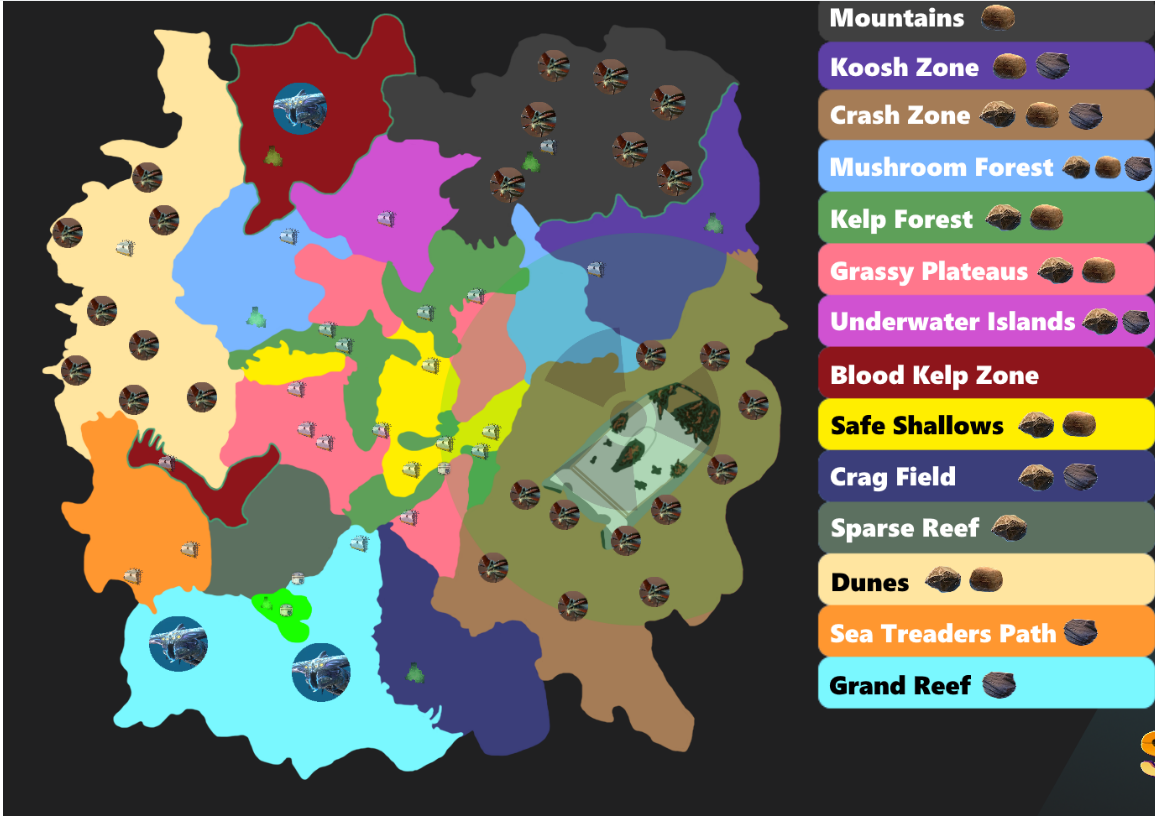 Mountains
Koosh Zone
Crash Zone
Mushroom Forest
Kelp Forest
Grassy Plateaus
Underwater Islands
Blood Kelp Zone
Safe Shallows
Crag Field
Sparse Reef
Dunes
Sea Treaders Path
Grand Reef